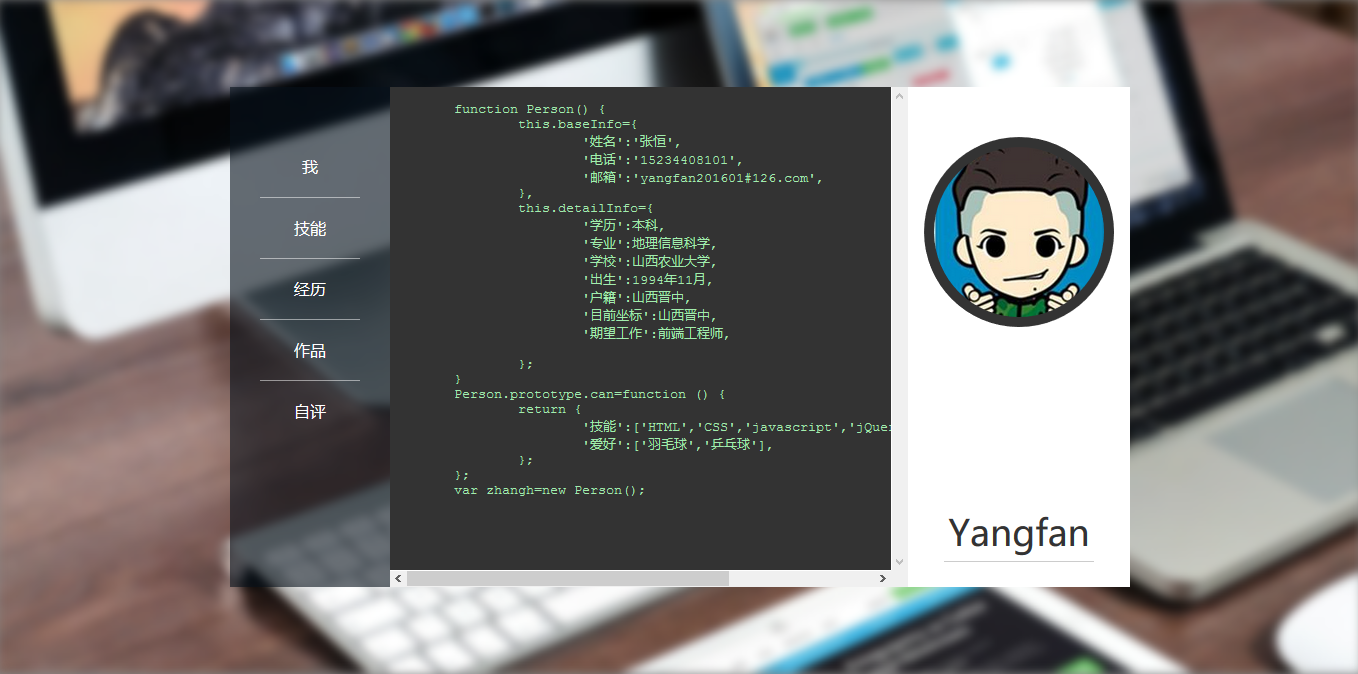 我
技能
经历
作品
自评
function Person() {
this.baseInfo={
'姓名':'张恒',
'电话':'15234408101',
'邮箱':'yangfan201601#126.com',
},
this.detailInfo={
'学历':本科,
'专业':地理信息科学,
'学校':山西农业大学,
'出生':1994年11月,
'户籍':山西晋中,
'目前坐标':山西晋中,
'期望工作':前端工程师,
};
}
Person.prototype.can=function () {
return {
'技能':['HTML','CSS','javascript','jQuer
'爱好':['羽毛球','乒乓球'],
};
};
var zhangh=new Person();
Yangfan